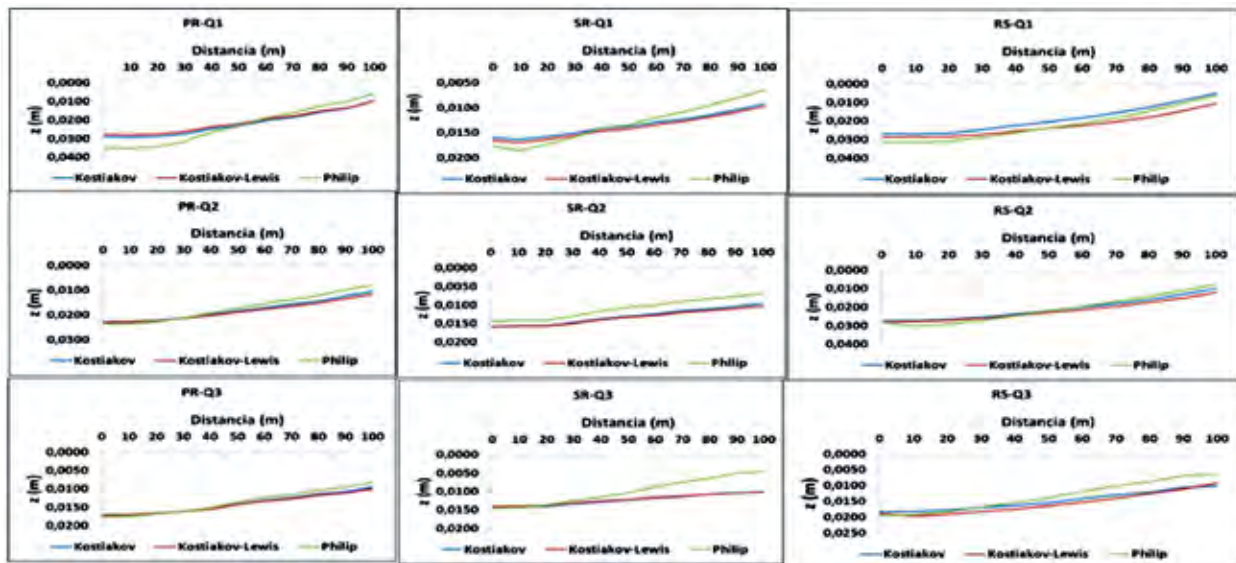 PR-Q1
Distancia (m)
10 20 30 40 50 60 70 80 90 100
0,0000
0,0100
0,0200
0,0300
0,0400
z (m)
Kostiakov Kostiakov-Lewis Philip
SR-Q1
Distancia (m)
0 10 20 30 40 50 60 70 80 90 100
0,0050
0,0100
0,0150
0,0200
z (m)
Kostiakov Kostiakov-Lewis Philip
RS-Q1
Distancia (m)
0 10 20 30 40 50 60 70 80 90 100
0,0000
0,0100
0,0200
0,0300
0,0400
z (m)
Kostiakov Kostiakov-Lewis Philip
PR-Q2
Distancia (m)
0 10 20 30 40 50 60 70 80 90 100
0,0000
0,0100
0,0200
0,0300
z (m)
Kostiakov Kostiakov-Lewis Philip
SR-Q2
Distancia (m)
0 10 20 30 40 50 60 70 80 90 100
0,0000
0,0050
0,0100
0,0150
0,0200
z (m)
Kostiakov Kostiakov-Lewis Philip
RS-Q2
Distancia (m)
0 10 20 30 40 50 60 70 80 90 100
0,0000
0,0100
0,0200
0,0300
0,0400
z (m)
Kostiakov Kostiakov-Lewis Philip
PR-Q3
Distancia (m)
0 10 20 30 40 50 60 70 80 90 100
0,0000
0,0050
0,0100
0,0150
0,0200
z (m)
Kostiakov Kostiakov-Lewis Philip
SR-Q3
Distancia (m)
0 10 20 30 40 50 60 70 80 90 100
0,0000
0,0050
0,0100
0,0150
0,0200
z (m)
Kostiakov Kostiakov-Lewis Philip
RS-Q3
Distancia (m)
0 10 20 30 40 50 60 70 80 90 100
0,0000
0,0050
0,0100
0,0150
0,0200
0,0250
z (m)
Kostiakov Kostiakov-Lewis Philip